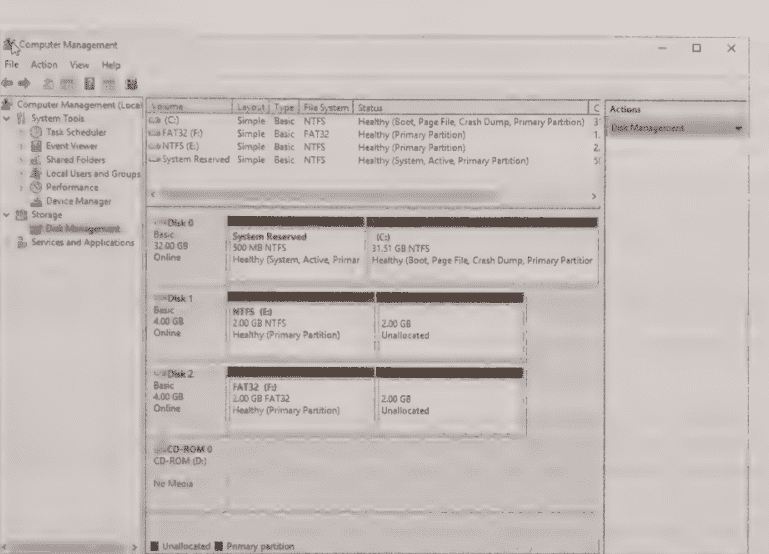 Computer Management
File Action View Help
Computer Management (Local
System Tools
Task Scheduler
Event Viewer
Shared Folders
Local Users and Groups
Performance
Device Manager
Storage
Disk Management
Services and Applications
Volume Layout Type File System Status C
(C:) Simple Basic NTFS Healthy (Boot, Page File, Crash Dump, Primary Partition) 3
FAT32 (F:) Simple Basic FAT32 Healthy (Primary Partition) 1.
NTFS (E:) Simple Basic NTFS Healthy (Primary Partition) 2.
System Reserved Simple Basic NTFS Healthy (System, Active, Primary Partition) 50
Actions
Disk Management
Disk 0
Basic
32.00 GB
Online
System Reserved
500 MB NTFS
Healthy (System, Active, Primar
(C:)
31.51 GB NTFS
Healthy (Boot, Page File, Crash Dump, Primary Partition
Disk 1
Basic
4.00 GB
Online
NTFS (E:)
2.00 GB NTFS
Healthy (Primary Partition)
2.00 GB
Unallocated
Disk 2
Basic
4.00 GB
Online
FAT32 (F:)
2.00 GB FAT32
Healthy (Primary Partition)
2.00 GB
Unallocated
CD-ROM 0
CD-ROM (D:)
No Media
Unallocated Primary partition